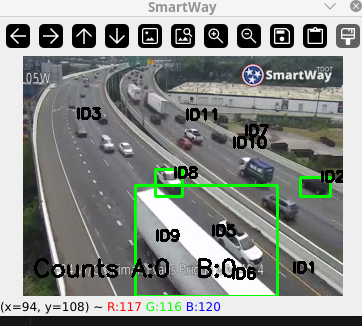 SmartWay
05W
TDOT
SmartWay
ID3
ID11
ID7
ID10
ID8
ID2
ID9
ID5
ID6
ID1
Counts A:0 B:0
(x=94, y=108) ~ R:117 G:116 B:120